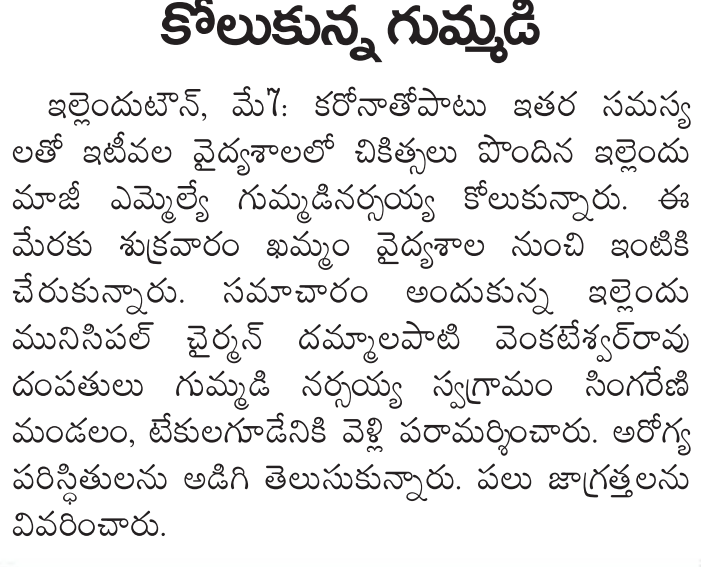 కోలుకున్న గుమ్మడి
ఇల్లెందుటౌన్, మే7: కరోనాతోపాటు ఇతర సమస్య
లతో ఇటీవల వైద్యశాలలో చికిత్సలు పొందిన ఇల్లెందు
మాజీ ఎమ్మెల్యే గుమ్మడినర్సయ్య కోలుకున్నారు. ఈ
మేరకు శుక్రవారం ఖమ్మం వైద్యశాల నుంచి ఇంటికి
చేరుకున్నారు. సమాచారం అందుకున్న ఇల్లెందు
మునిసిపల్ చైర్మన్ దమ్మాలపాటి వెంకటేశ్వర్‌రావు
దంపతులు గుమ్మడి నర్సయ్య స్వగ్రామం సింగరేణి
మండలం, టేకులగూడేనికి వెళ్లి పరామర్శించారు. అరోగ్య
పరిస్థితులను అడిగి తెలుసుకున్నారు. పలు జాగ్రత్తలను
వివరించారు.